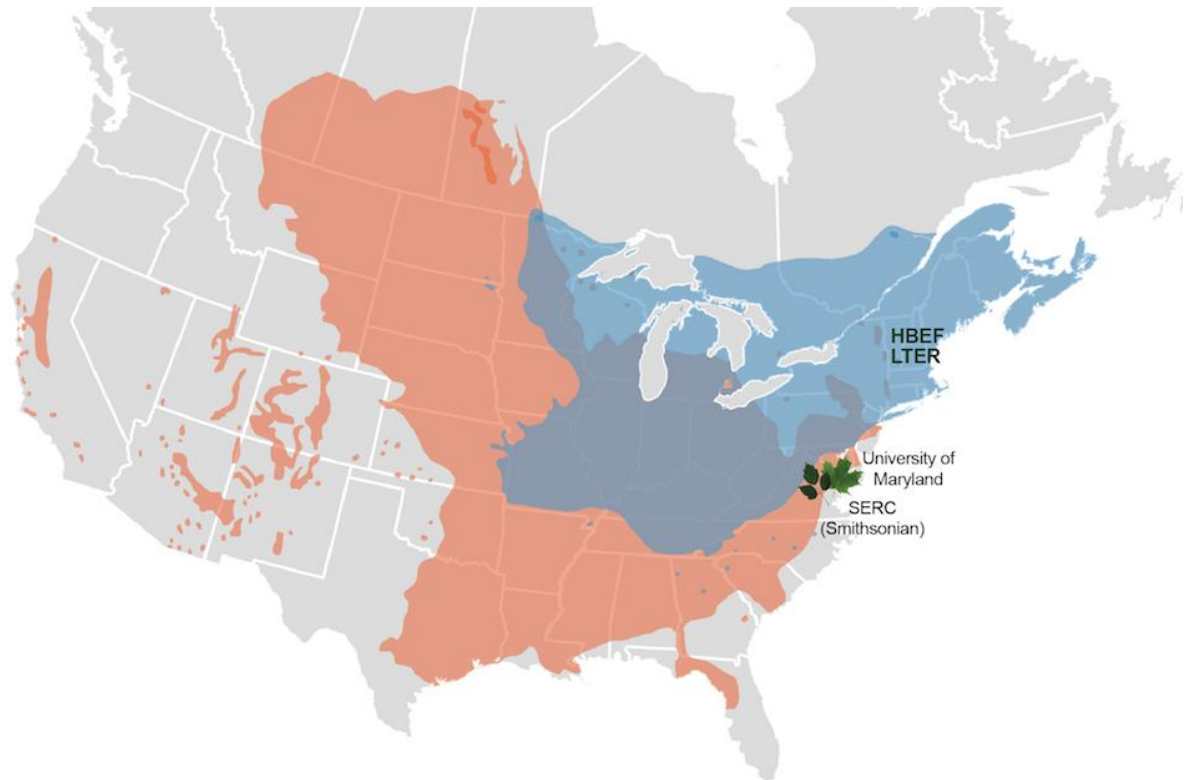 HBEF
LTER
University of
Maryland
SERC
(Smithsonian)